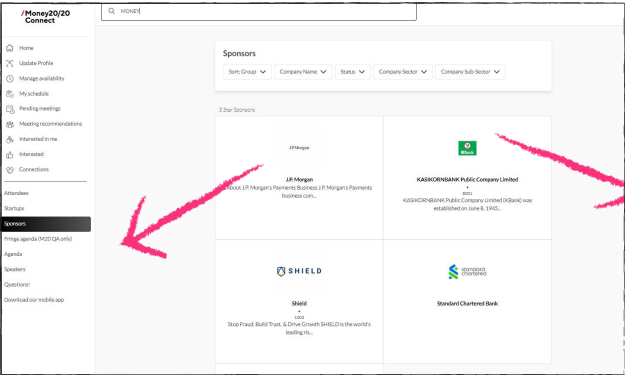 /Money20/20
Connect
MONEY
Home
Update Profile
Manage availability
My schedule
Pending meetings
Meeting recommendations
Interested in me
Interested
Connections
Attendees
Startups
Sponsors
Fringe agenda (M20 QA only)
Agenda
Speakers
Questions!
Download our mobile app
Sponsors
Sort: Group
Company Name
Status
Company Sector
Company Sub-Sector
5 Star Sponsors
J.P.Morgan
J.P. Morgan
About J.P. Morgan's Payments Business J.P. Morgan's Payments
business com...
KBank
KASIKORNBANK Public Company Limited
KASIKORNBANK Public Company Limited (KBank) was
established on June 8, 1945...
SHIELD
Shield
Stop Fraud, Build Trust, & Drive Growth SHIELD is the world's
leading ris...
standard
chartered
Standard Chartered Bank